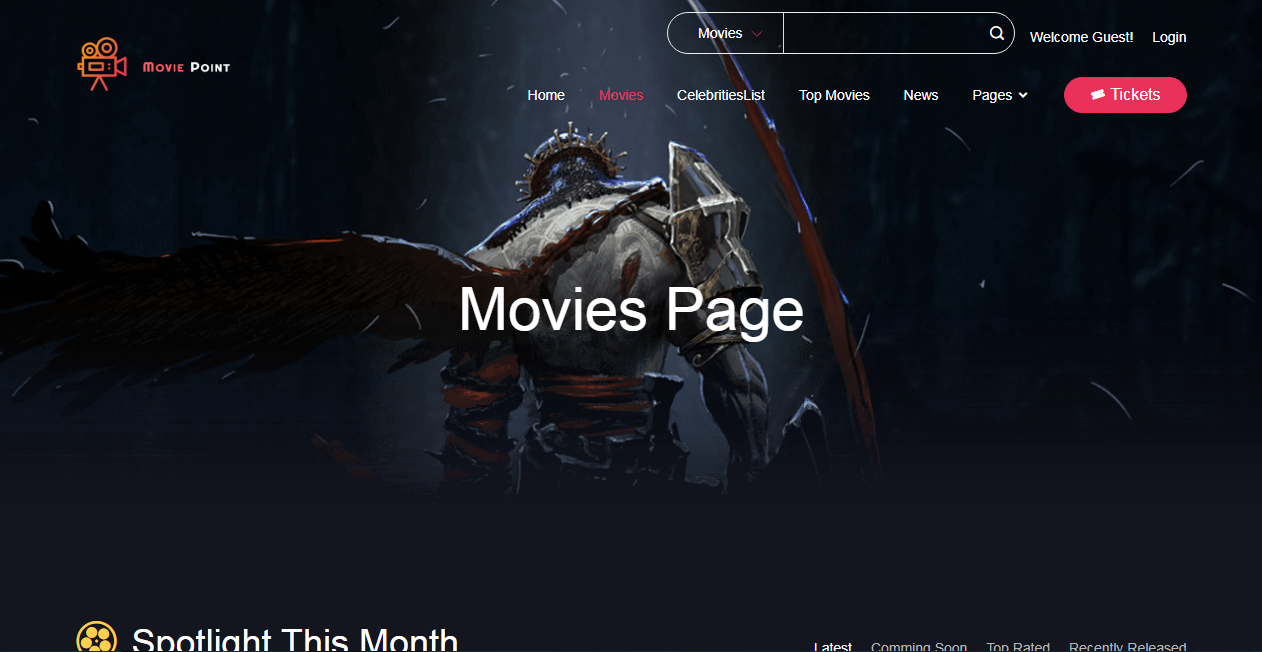 Movies
Welcome Guest! Login
Movie Point
Home Movies CelebritiesList Top Movies News Pages Tickets
Movies Page
Spotlight This Month
Latest Comming Soon Top Rated Recently Released